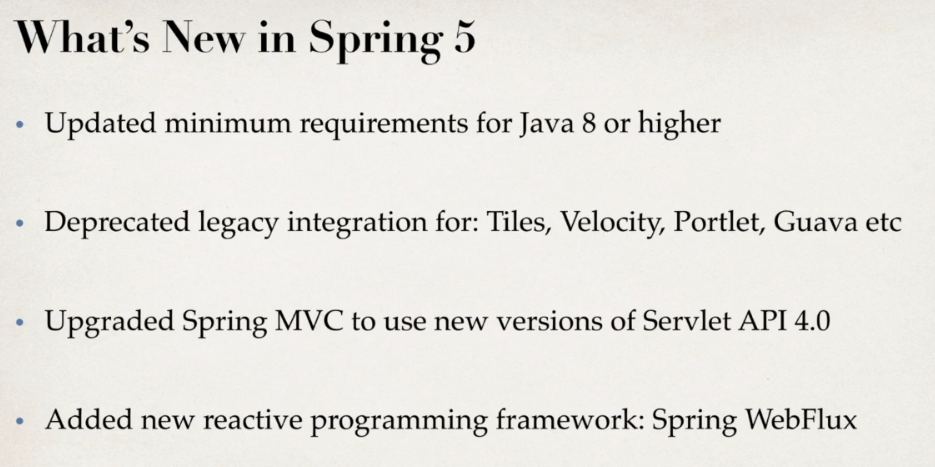 What’s New in Spring 5
• Updated minimum requirements for Java 8 or higher
• Deprecated legacy integration for: Tiles, Velocity, Portlet, Guava etc
• Upgraded Spring MVC to use new versions of Servlet API 4.0
• Added new reactive programming framework: Spring WebFlux